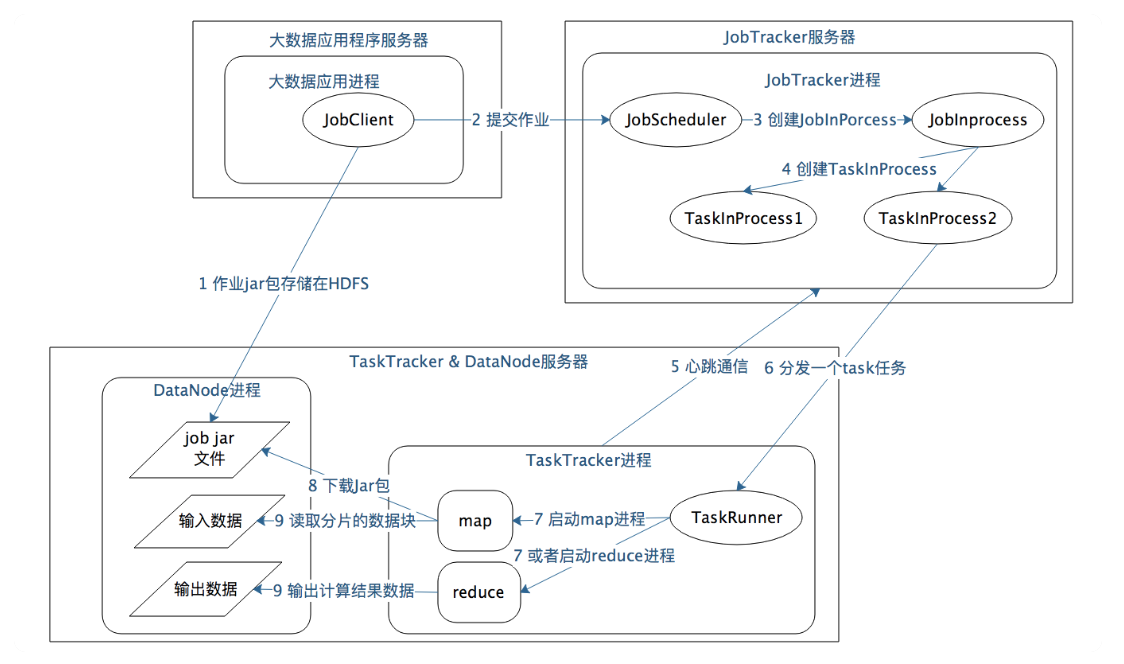 大数据应用程序服务器
大数据应用进程
JobClient
2 提交作业
JobTracker服务器
JobTracker进程
JobScheduler
3 创建JobInPorcess
JobInprocess
4 创建TaskInProcess
TaskInProcess1
TaskInProcess2
1 作业jar包存储在HDFS
TaskTracker & DataNode服务器
5 心跳通信
6 分发一个task任务
DataNode进程
job jar
文件
TaskTracker进程
8 下载Jar包
输入数据
9 读取分片的数据块
map
7 启动map进程
TaskRunner
7 或者启动reduce进程
输出数据
9 输出计算结果数据
reduce